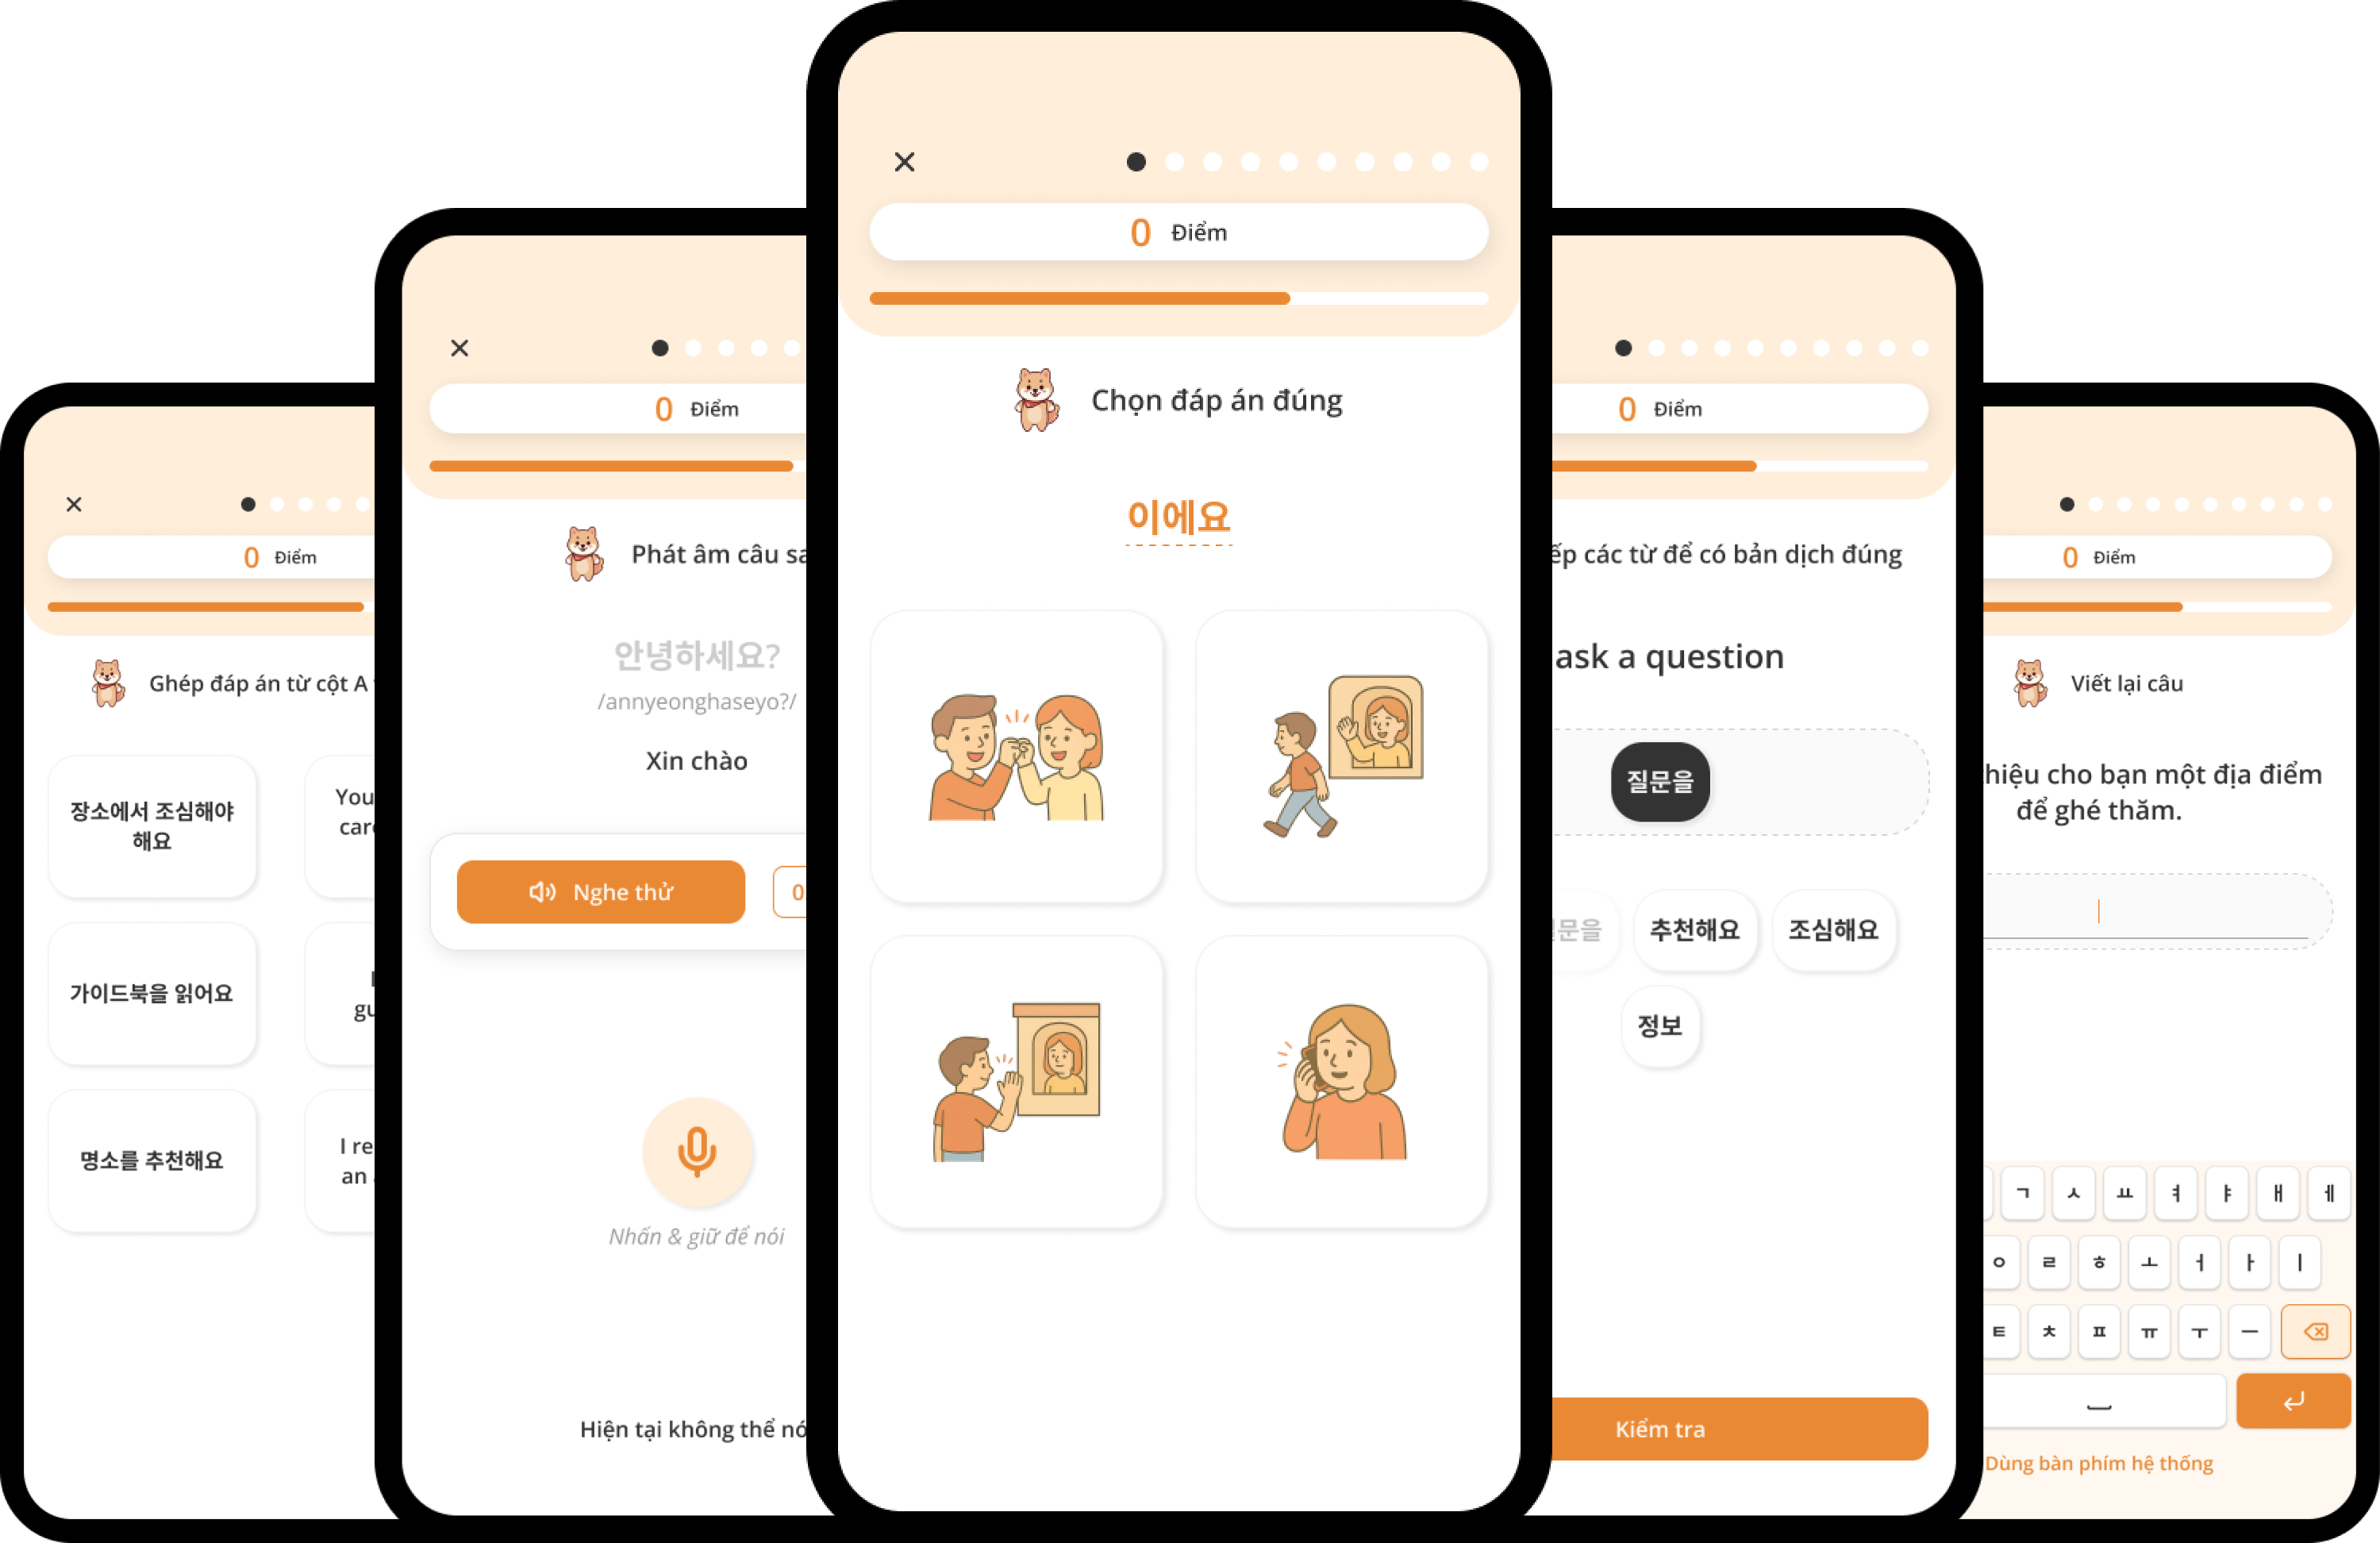 0 Điểm
Ghép đáp án từ cột A
장소에서 조심해야
해요
You
가이드북을 읽어요
명소를 추천해요
I re
an
0 Điểm
Phát âm câu sa
안녕하세요?
/annyeonghaseyo?/
Xin chào
Nghe thử
0
Nhấn & giữ để nói
Hiện tại không thể nó
0 Điểm
Chọn đáp án đúng
이에요
0 Điểm
ếp các từ để có bản dịch đúng
ask a question
질문을
질문을 추천해요 조심해요
정보
Kiểm tra
0 Điểm
Viết lại câu
hiệu cho bạn một địa điểm
để ghé thăm.
ㄱ ㅅ ㅛ ㅕ ㅑ ㅐ ㅔ
ㅇ ㄹ ㅎ ㅗ ㅓ ㅏ ㅣ
ㅌ ㅊ ㅍ ㅠ ㅜ ㅡ
Dùng bàn phím hệ thống